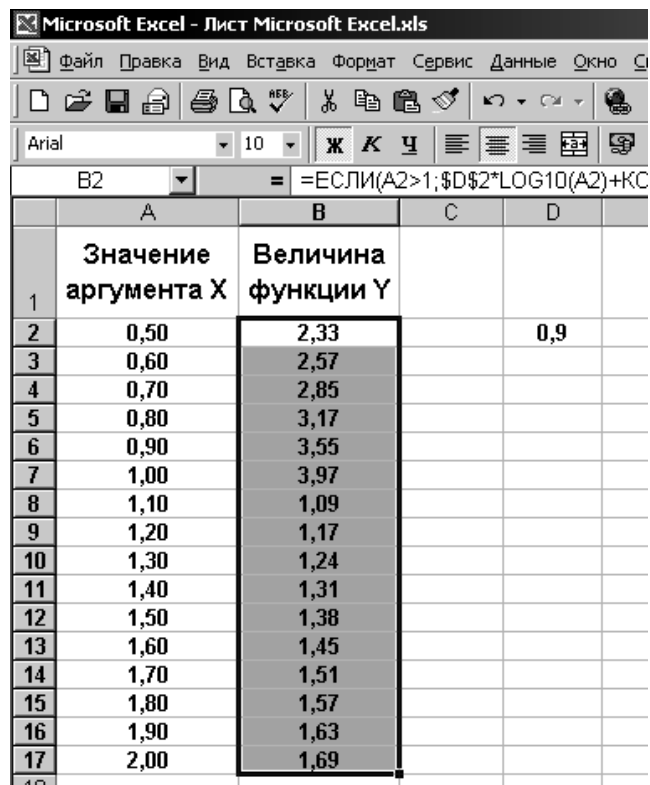 Microsoft Excel - Лист Microsoft Excel.xls
Файл Правка Вид Вставка Формат Сервис Данные Окно
Arial 10 Ж К Ч
B2 = =ЕСЛИ(A2>1;$D$2*LOG10(A2)+КО
A B C D
1 Значение аргумента X Величина функции Y
2 0,50 2,33 0,9
3 0,60 2,57
4 0,70 2,85
5 0,80 3,17
6 0,90 3,55
7 1,00 3,97
8 1,10 1,09
9 1,20 1,17
10 1,30 1,24
11 1,40 1,31
12 1,50 1,38
13 1,60 1,45
14 1,70 1,51
15 1,80 1,57
16 1,90 1,63
17 2,00 1,69